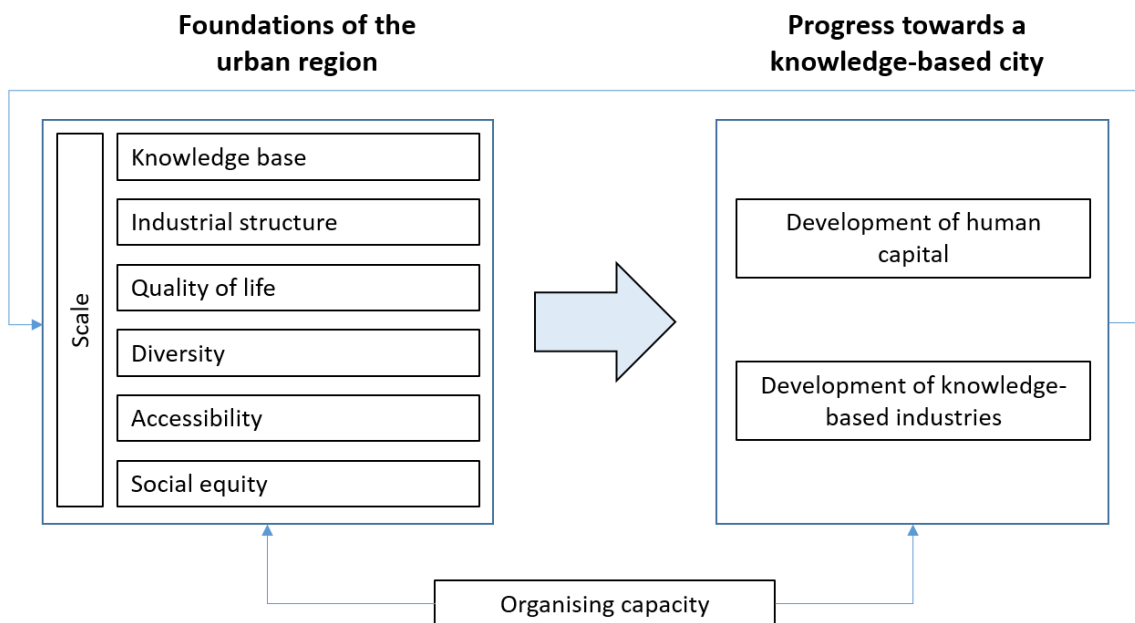 Foundations of the
urban region
Progress towards a
knowledge-based city
Scale
Knowledge base
Industrial structure
Quality of life
Diversity
Accessibility
Social equity
Development of human
capital
Development of knowledge-
based industries
Organising capacity